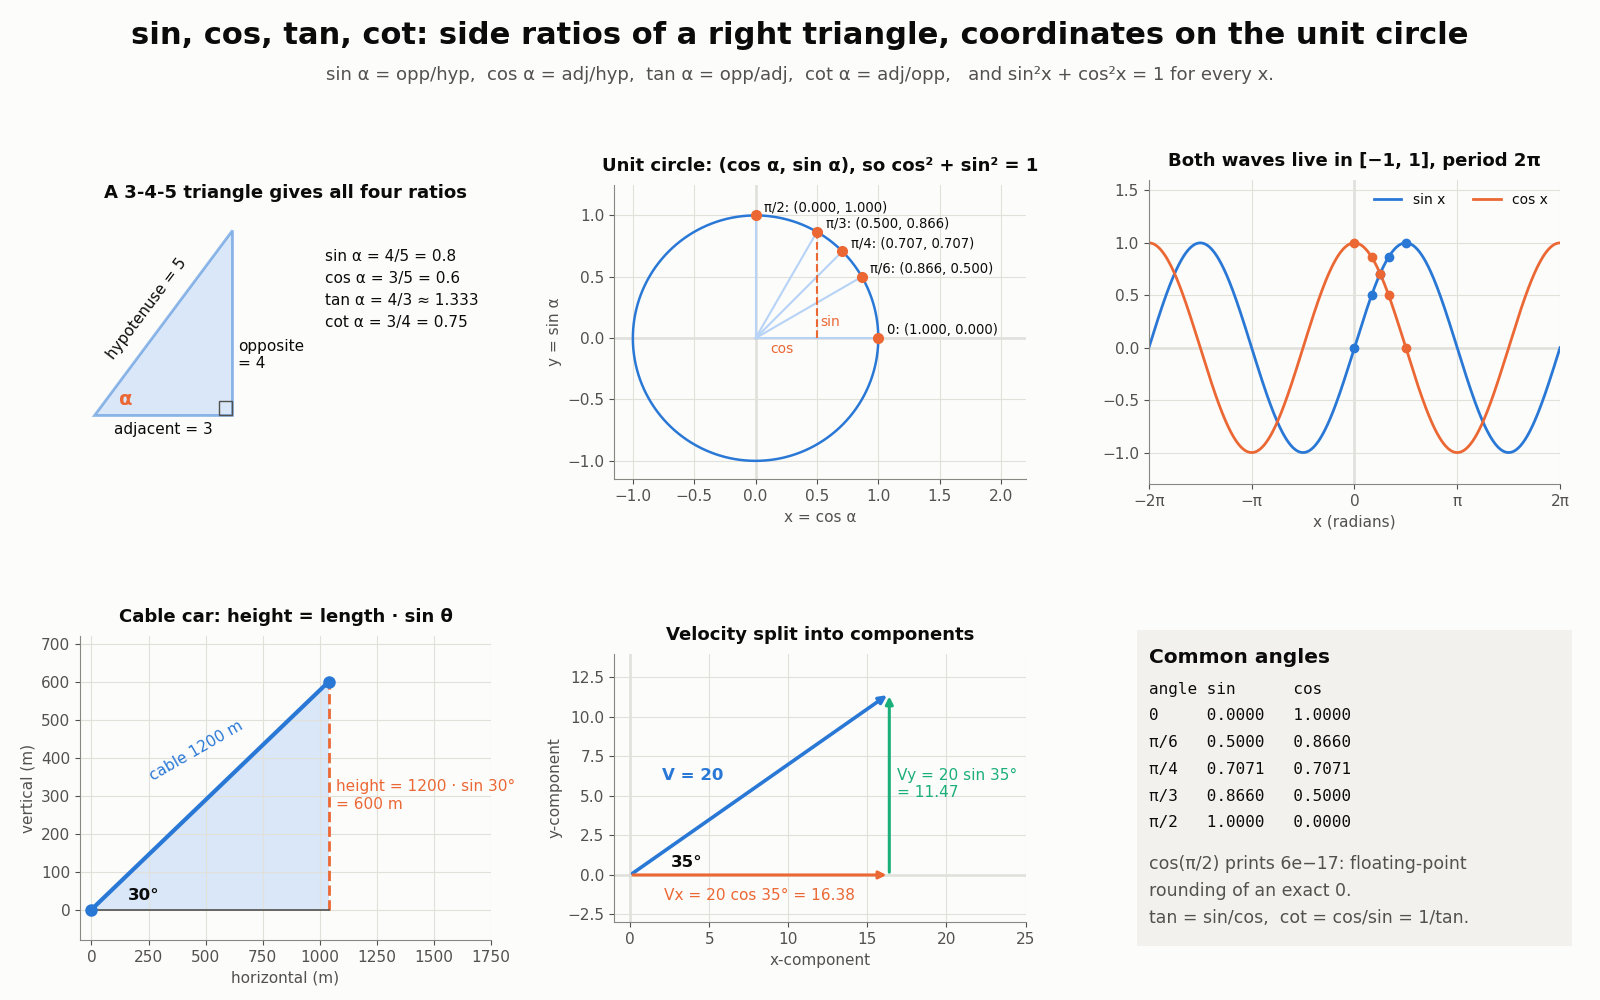 sin, cos, tan, cot: side ratios of a right triangle, coordinates on the unit circle
sin α = opp/hyp,  cos α = adj/hyp,  tan α = opp/adj,  cot α = adj/opp,   and sin²x + cos²x = 1 for every x.
A 3-4-5 triangle gives all four ratios
hypotenuse = 5
sin α = 4/5 = 0.8
cos α = 3/5 = 0.6
tan α = 4/3 ≈ 1.333
cot α = 3/4 = 0.75
opposite
= 4
α
adjacent = 3
Unit circle: (cos α, sin α), so cos² + sin² = 1
y = sin α
1.0
0.5
0.0
−0.5
−1.0
π/2: (0.000, 1.000)
π/3: (0.500, 0.866)
π/4: (0.707, 0.707)
π/6: (0.866, 0.500)
0: (1.000, 0.000)
sin
cos
−1.0 −0.5 0.0 0.5 1.0 1.5 2.0
x = cos α
Both waves live in [−1, 1], period 2π
sin x cos x
1.5
1.0
0.5
0.0
−0.5
−1.0
−2π −π 0 π 2π
x (radians)
Cable car: height = length · sin θ
vertical (m)
700
600
500
400
300
200
100
0
cable 1200 m
height = 1200 · sin 30°
= 600 m
30°
0 250 500 750 1000 1250 1500 1750
horizontal (m)
Velocity split into components
y-component
12.5
10.0
7.5
5.0
2.5
0.0
−2.5
V = 20
Vy = 20 sin 35°
= 11.47
35°
Vx = 20 cos 35° = 16.38
0 5 10 15 20 25
x-component
Common angles
angle sin      cos
0     0.0000   1.0000
π/6   0.5000   0.8660
π/4   0.7071   0.7071
π/3   0.8660   0.5000
π/2   1.0000   0.0000
cos(π/2) prints 6e−17: floating-point
rounding of an exact 0.
tan = sin/cos,  cot = cos/sin = 1/tan.